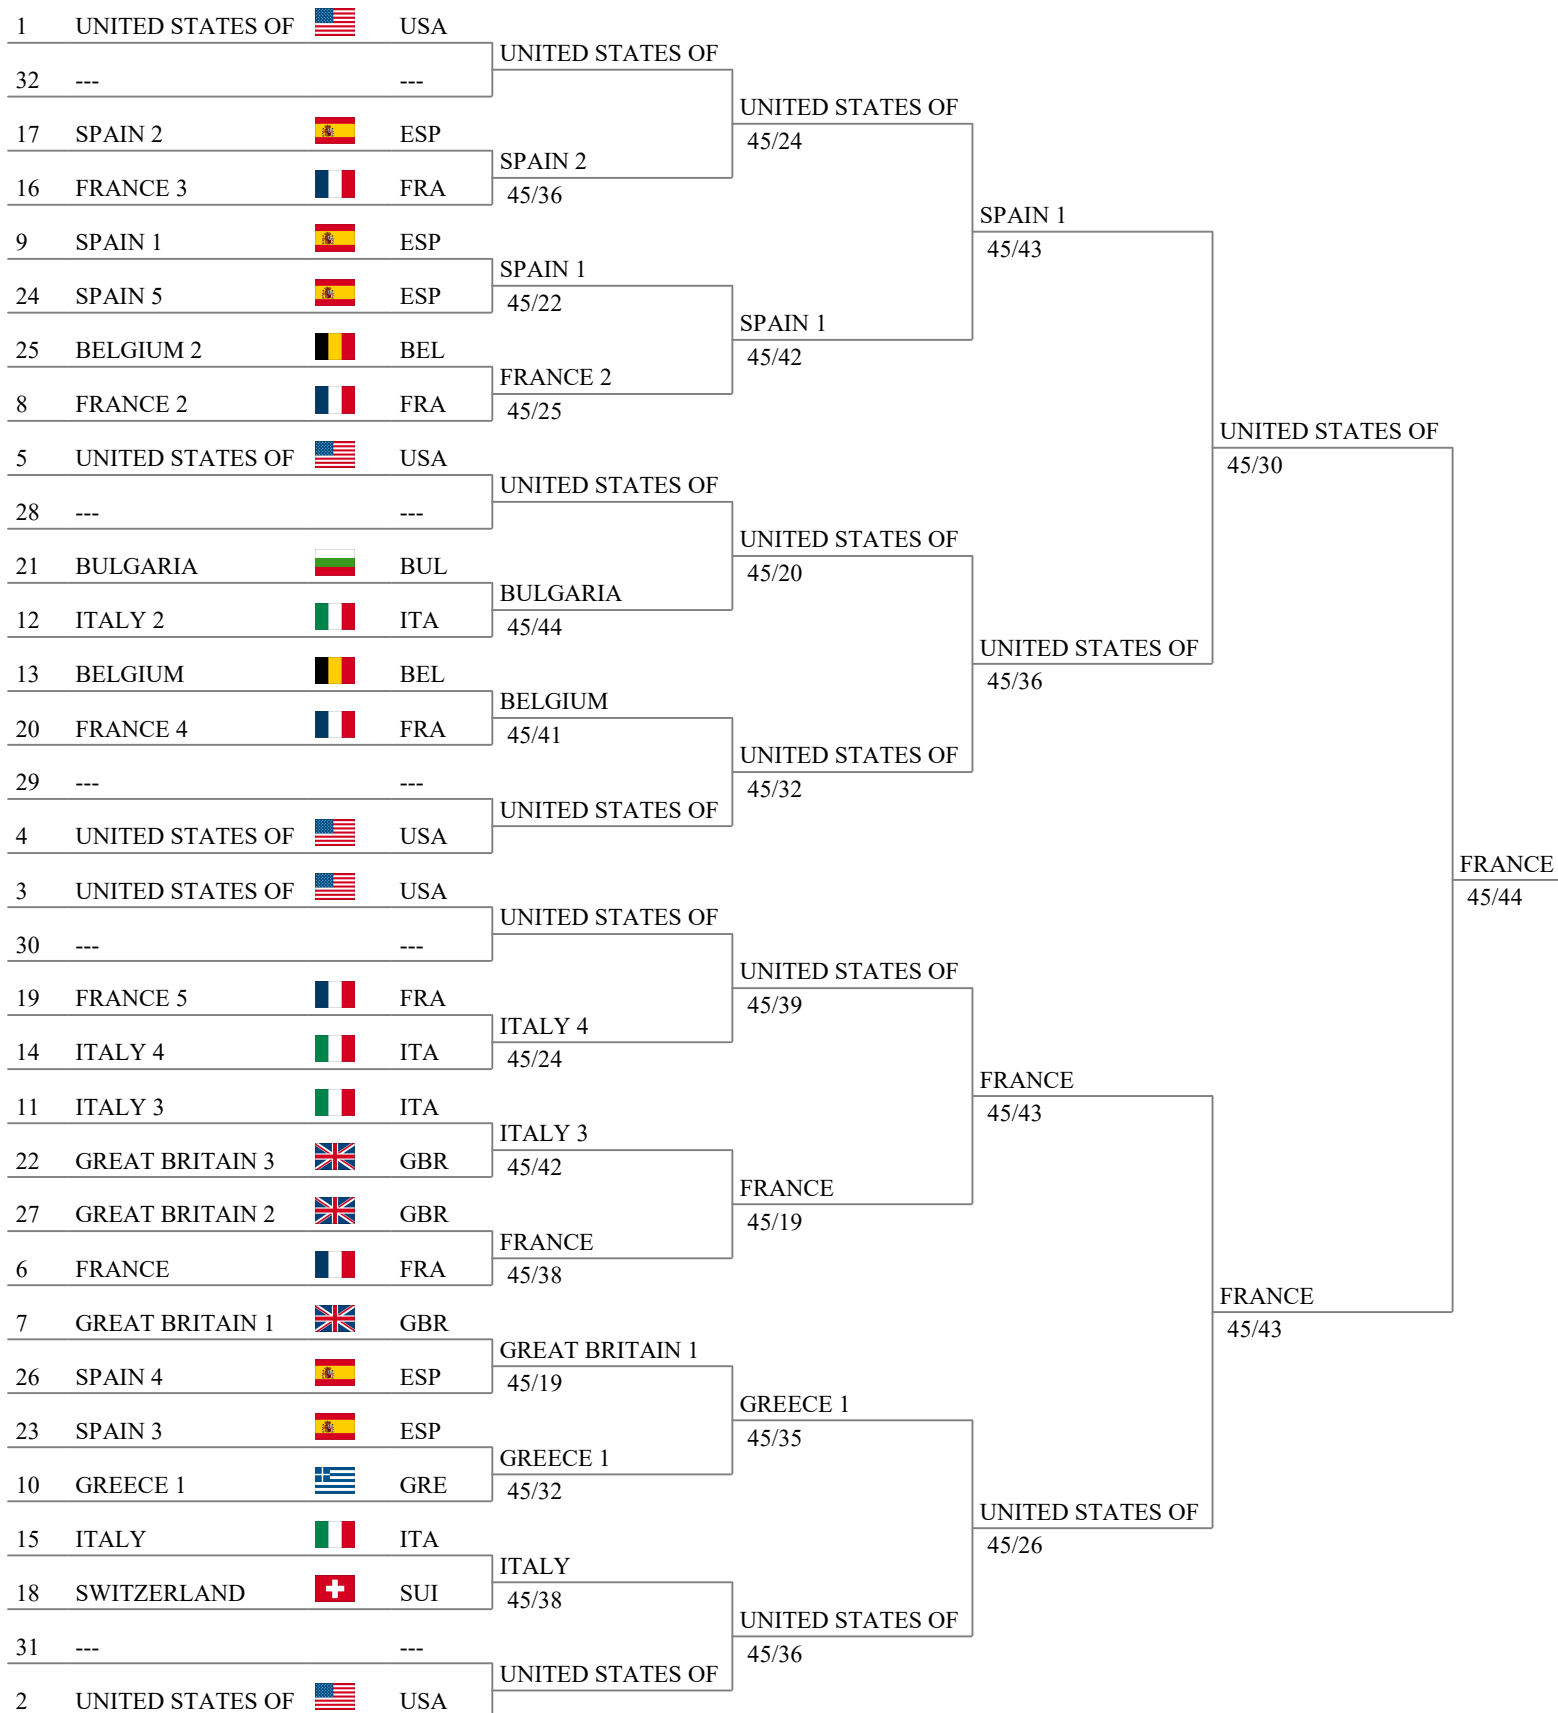 1 UNITED STATES OF USA
UNITED STATES OF
32 --- ---
UNITED STATES OF
17 SPAIN 2 ESP
45/24
SPAIN 2
16 FRANCE 3 FRA
45/36
SPAIN 1
9 SPAIN 1 ESP
45/43
SPAIN 1
24 SPAIN 5 ESP
45/22
SPAIN 1
25 BELGIUM 2 BEL
45/42
FRANCE 2
8 FRANCE 2 FRA
45/25
UNITED STATES OF
5 UNITED STATES OF USA
45/30
UNITED STATES OF
28 --- ---
UNITED STATES OF
21 BULGARIA BUL
45/20
BULGARIA
12 ITALY 2 ITA
45/44
UNITED STATES OF
13 BELGIUM BEL
45/36
BELGIUM
20 FRANCE 4 FRA
45/41
UNITED STATES OF
29 --- ---
45/32
UNITED STATES OF
4 UNITED STATES OF USA
FRANCE
3 UNITED STATES OF USA
45/44
UNITED STATES OF
30 --- ---
UNITED STATES OF
19 FRANCE 5 FRA
45/39
ITALY 4
14 ITALY 4 ITA
45/24
FRANCE
11 ITALY 3 ITA
45/43
ITALY 3
22 GREAT BRITAIN 3 GBR
45/42
FRANCE
27 GREAT BRITAIN 2 GBR
45/19
FRANCE
6 FRANCE FRA
45/38
FRANCE
7 GREAT BRITAIN 1 GBR
45/43
GREAT BRITAIN 1
26 SPAIN 4 ESP
45/19
GREECE 1
23 SPAIN 3 ESP
45/35
GREECE 1
10 GREECE 1 GRE
45/32
UNITED STATES OF
15 ITALY ITA
45/26
ITALY
18 SWITZERLAND SUI
45/38
UNITED STATES OF
31 --- ---
45/36
UNITED STATES OF
2 UNITED STATES OF USA